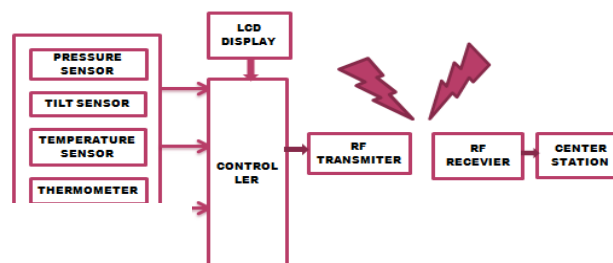 LCD
DISPLAY
PRESSURE
SENSOR
TILT SENSOR
TEMPERATURE
SENSOR
THERMOMETER
CONTROL
LER
RF
TRANSMITER
RF
RECEVIER
CENTER
STATION